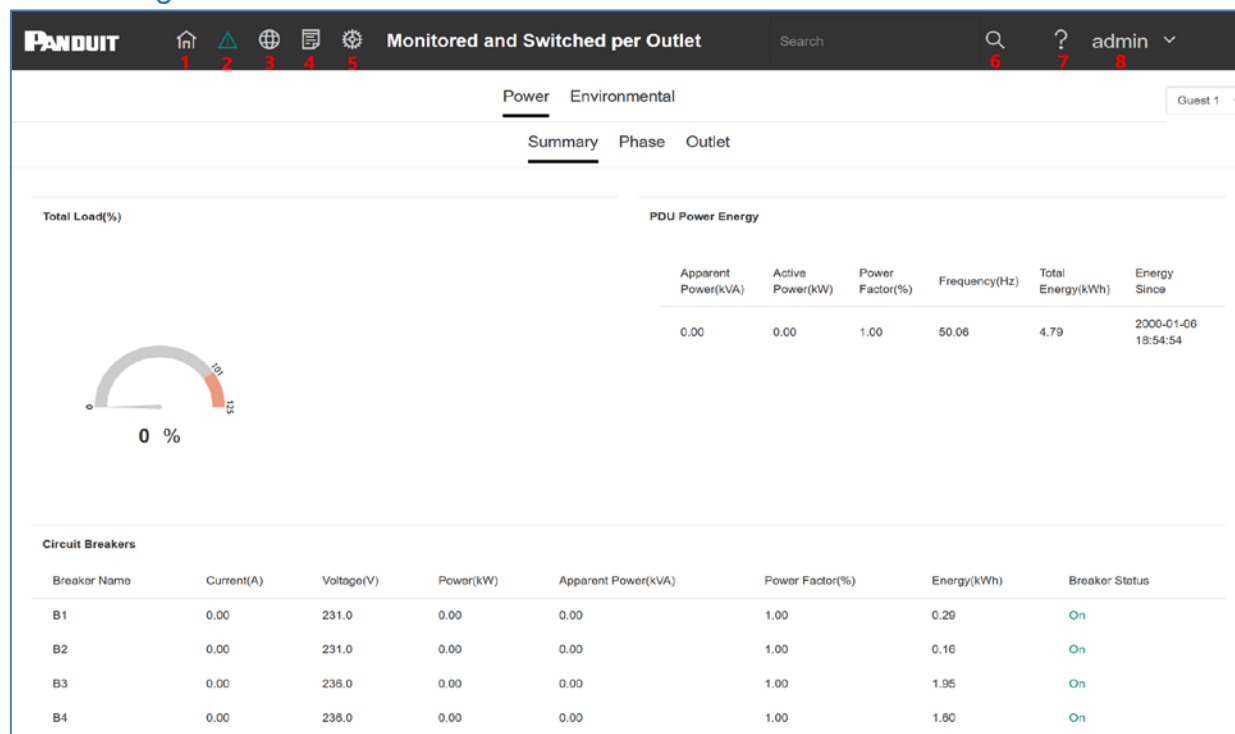 PANDUIT Monitored and Switched per Outlet Search ? admin
1 2 3 4 5 6 7 8
Power Environmental
Guest 1
Summary Phase Outlet
Total Load(%)
PDU Power Energy
Apparent Power(kVA) Active Power(kW) Power Factor(%) Frequency(Hz) Total Energy(kWh) Energy Since
0.00 0.00 1.00 50.06 4.79 2000-01-06 18:54:54
0 101 125
0 %
Circuit Breakers
Breaker Name Current(A) Voltage(V) Power(kW) Apparent Power(kVA) Power Factor(%) Energy(kWh) Breaker Status
B1 0.00 231.0 0.00 0.00 1.00 0.29 On
B2 0.00 231.0 0.00 0.00 1.00 0.16 On
B3 0.00 236.0 0.00 0.00 1.00 1.95 On
B4 0.00 236.0 0.00 0.00 1.00 1.60 On